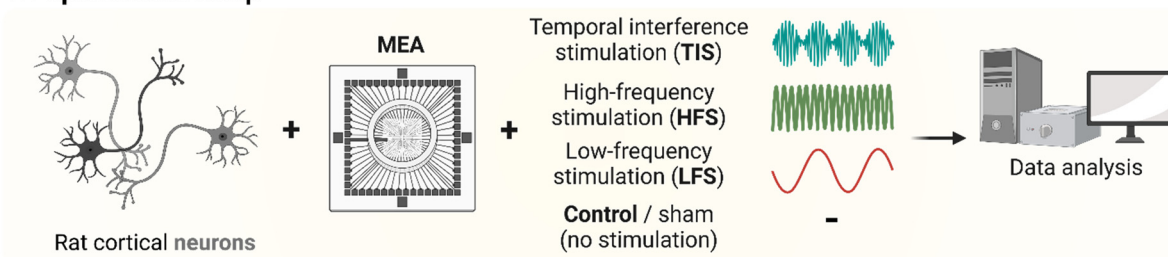 Rat cortical neurons
+
MEA
+
Temporal interference
stimulation (TIS)
High-frequency
stimulation (HFS)
Low-frequency
stimulation (LFS)
Control / sham
(no stimulation)
-
Data analysis